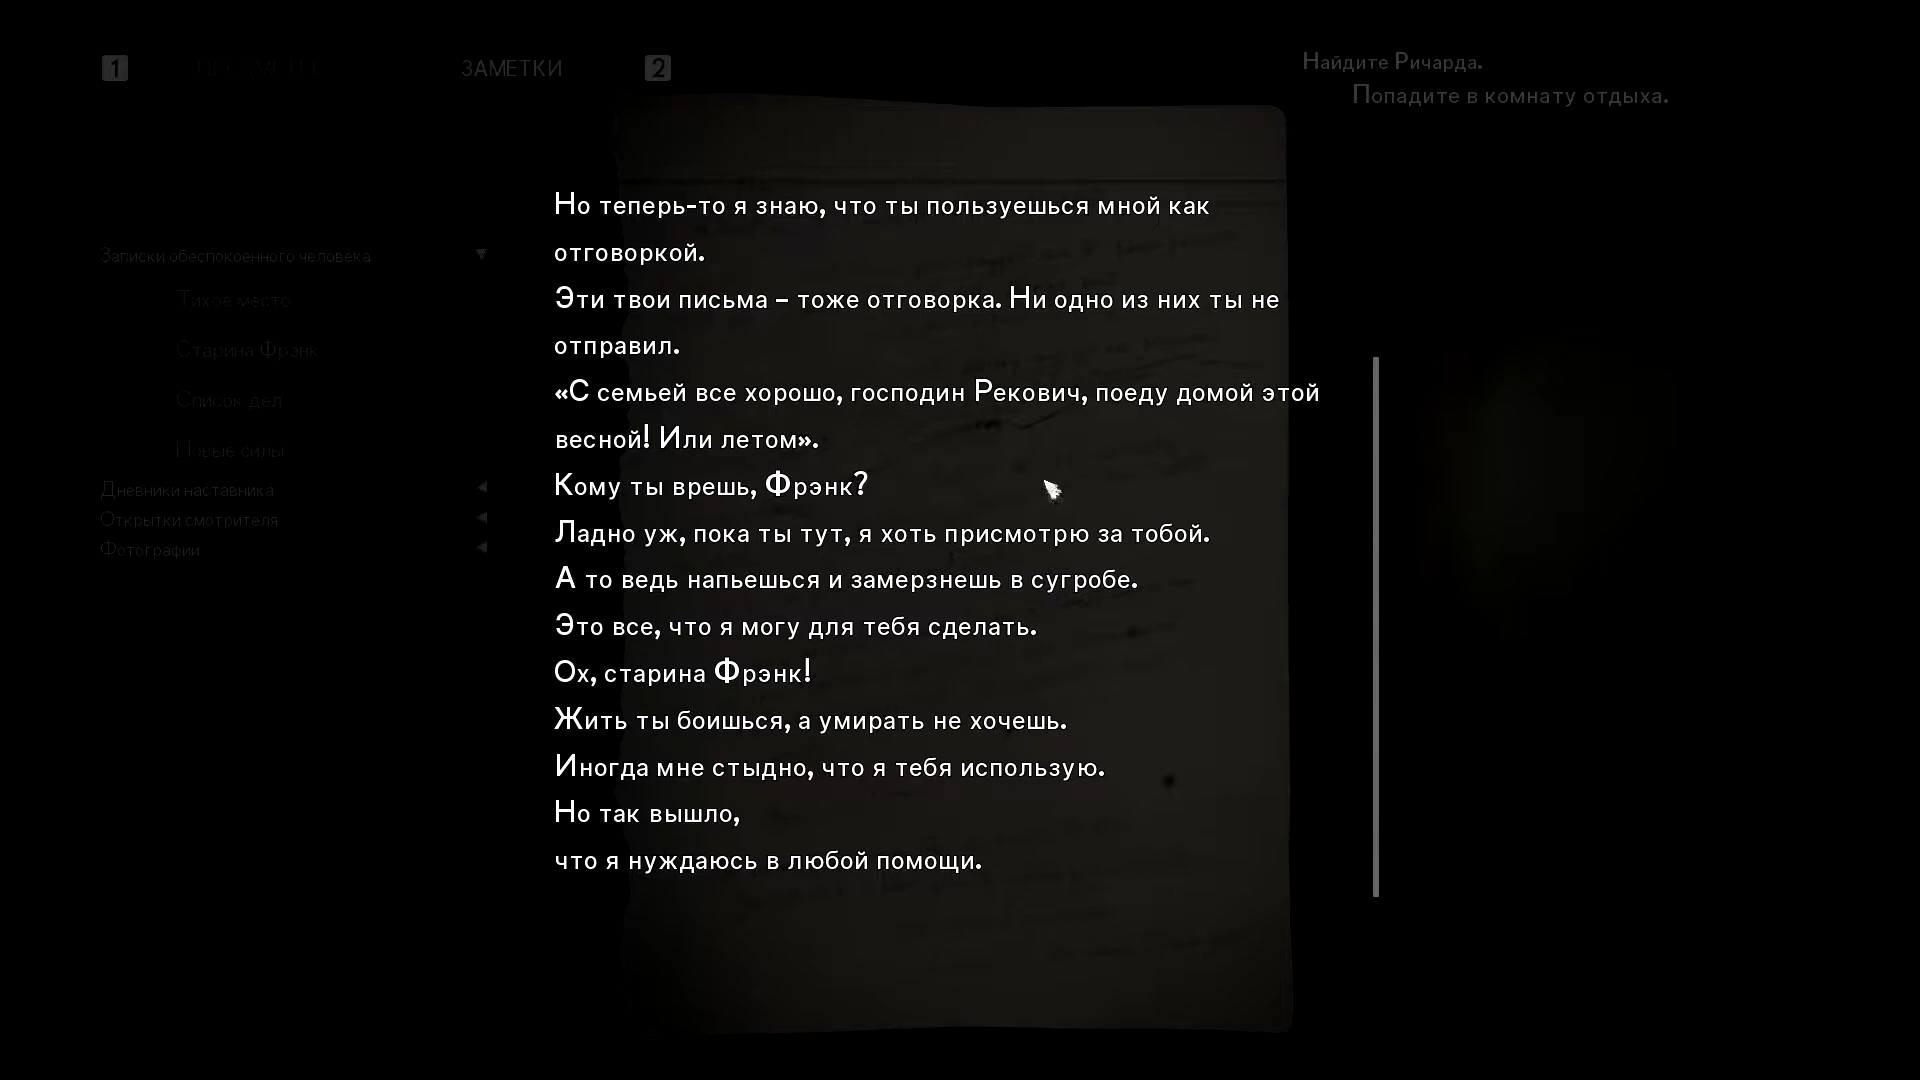 1
ЗАМЕТКИ
2
Найдите Ричарда.
Попадите в комнату отдыха.
Записки обеспокоенного человека
Тихое место
Старина Фрэнк
Список дел
Новые силы
Дневники наставника
Открытки смотрителя
Фотографии
Но теперь-то я знаю, что ты пользуешься мной как
отговоркой.
Эти твои письма – тоже отговорка. Ни одно из них ты не
отправил.
«С семьей все хорошо, господин Рекович, поеду домой этой
весной! Или летом».
Кому ты врешь, Фрэнк?
Ладно уж, пока ты тут, я хоть присмотрю за тобой.
А то ведь напьешься и замерзнешь в сугробе.
Это все, что я могу для тебя сделать.
Ох, старина Фрэнк!
Жить ты боишься, а умирать не хочешь.
Иногда мне стыдно, что я тебя использую.
Но так вышло,
что я нуждаюсь в любой помощи.